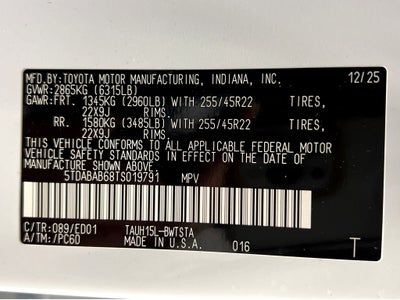 MFD.BY:TOYOTA MOTOR MANUFACTURING, INDIANA, INC. 12/25
GVWR: 2865KG (6315LB)
GAWR:FRT. 1345KG (2960LB) WITH 255/45R22 TIRES,
22X9J RIMS,
RR. 1580KG (3485LB) WITH 255/45R22 TIRES,
22X9J RIMS,
THIS VEHICLE CONFORMS TO ALL APPLICABLE FEDERAL MOTOR
VEHICLE SAFETY STANDARDS IN EFFECT ON THE DATE OF
MANUFACTURE SHOWN ABOVE.
5TDABAB68TS019791 MPV
C/TR:089/ED01 TAUH15L-BWTSTA
A/TM:/PC60 MADE IN U.S.A. 016 T